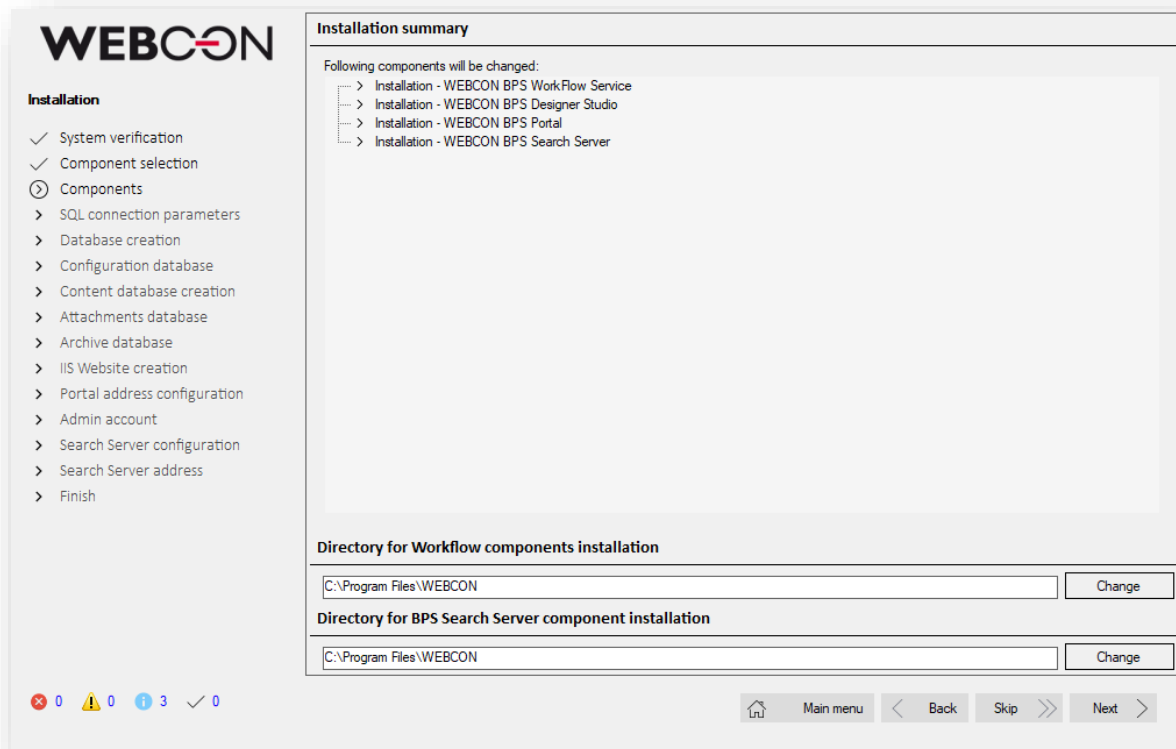 WEBCON
Installation
System verification
Component selection
Components
SQL connection parameters
Database creation
Configuration database
Content database creation
Attachments database
Archive database
IIS Website creation
Portal address configuration
Admin account
Search Server configuration
Search Server address
Finish
0 0 3 0
Installation summary
Following components will be changed:
Installation - WEBCON BPS WorkFlow Service
Installation - WEBCON BPS Designer Studio
Installation - WEBCON BPS Portal
Installation - WEBCON BPS Search Server
Directory for Workflow components installation
C:\Program Files\WEBCON Change
Directory for BPS Search Server component installation
C:\Program Files\WEBCON Change
Main menu Back Skip Next